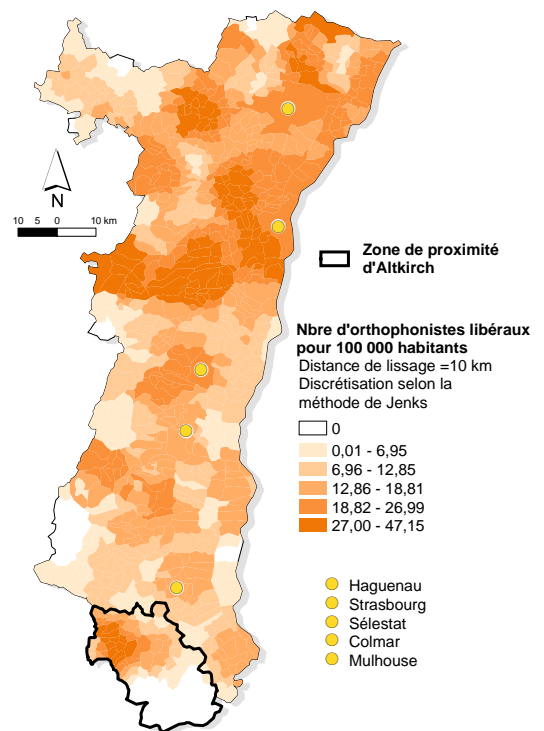 N
10 5 0 10 km
Zone de proximité
d'Altkirch
Nbre d'orthophonistes libéraux
pour 100 000 habitants
Distance de lissage =10 km
Discrétisation selon la
méthode de Jenks
0
0,01 - 6,95
6,96 - 12,85
12,86 - 18,81
18,82 - 26,99
27,00 - 47,15
Haguenau
Strasbourg
Sélestat
Colmar
Mulhouse